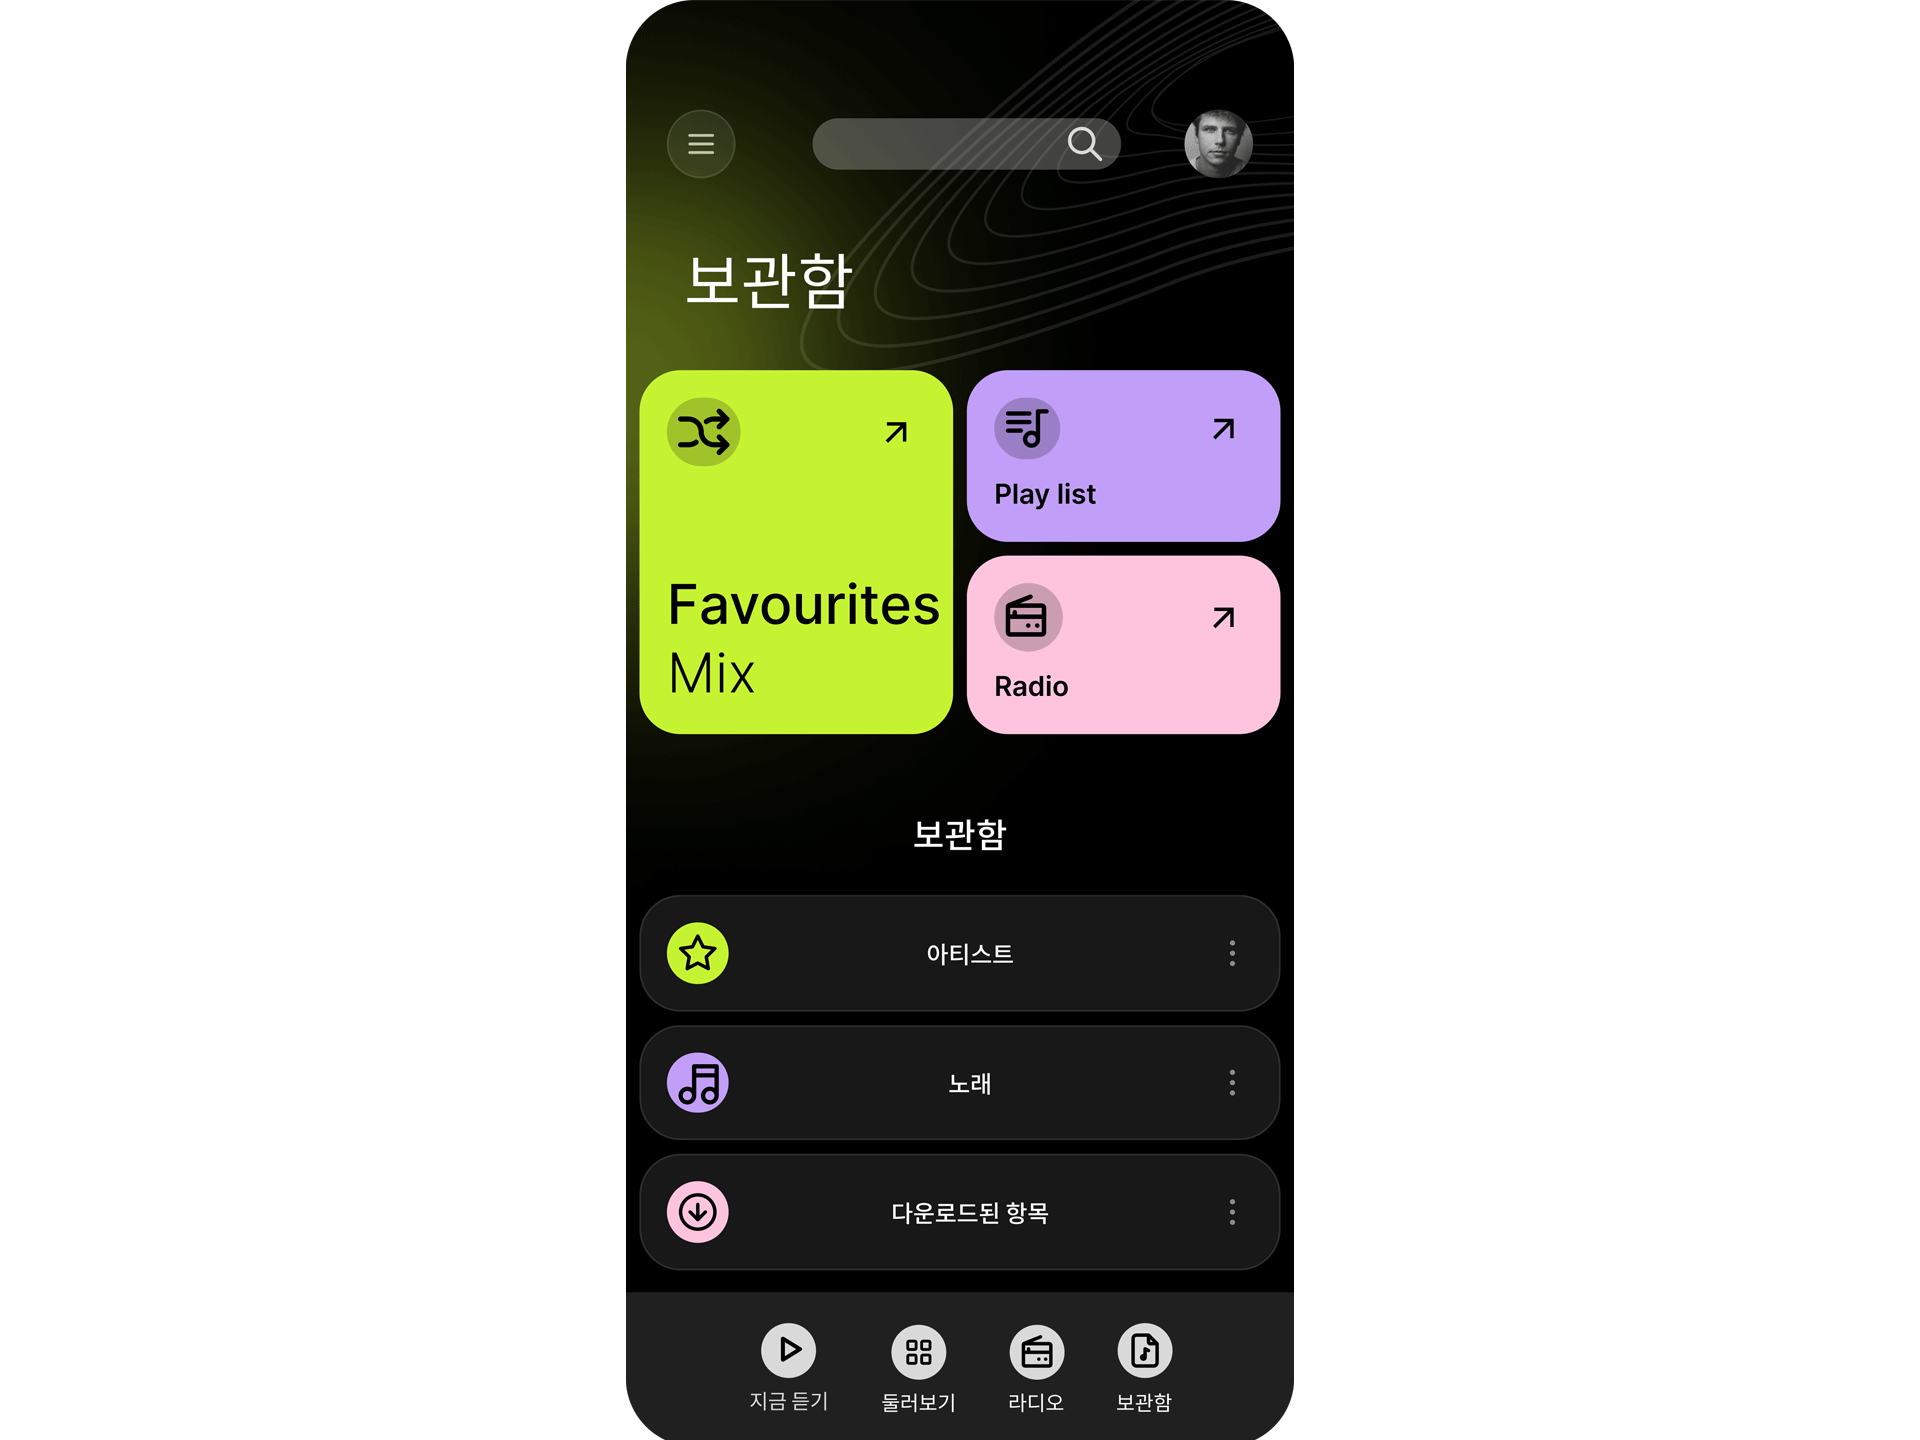 보관함
Favourites
Mix
Play list
Radio
보관함
아티스트
노래
다운로드된 항목
지금 듣기
둘러보기
라디오
보관함